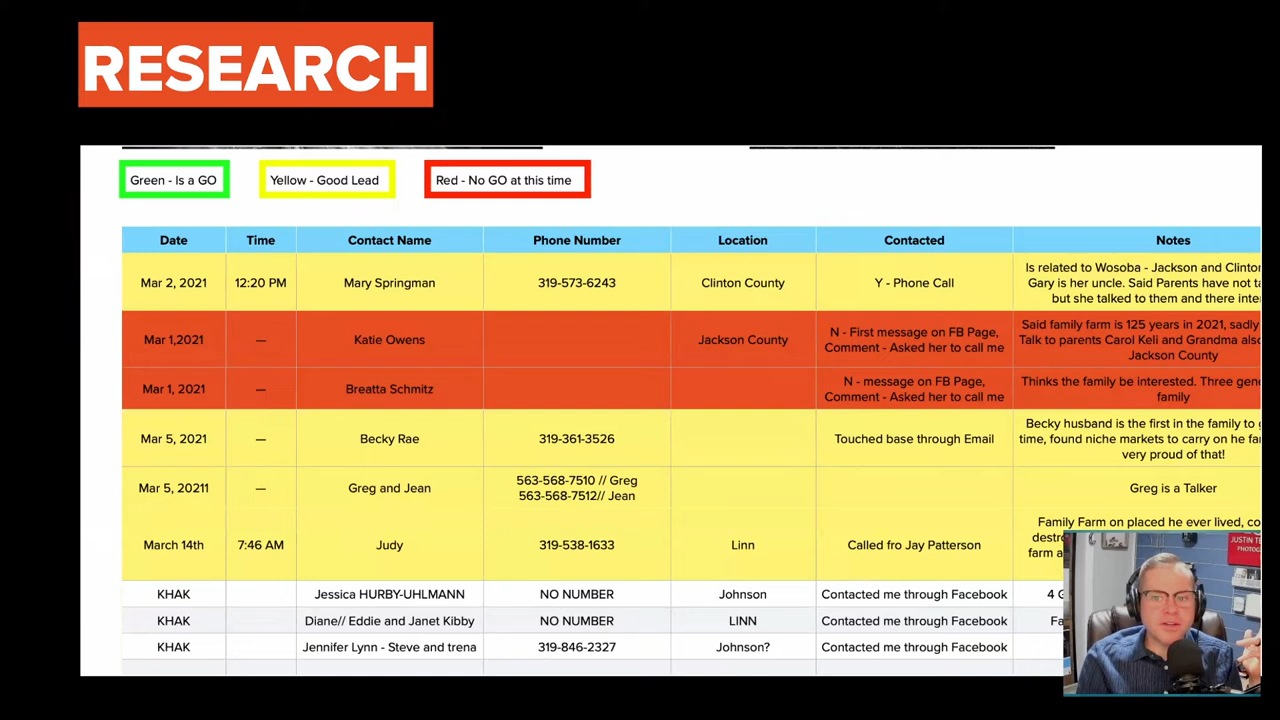 RESEARCH
Green - Is a GO
Yellow - Good Lead
Red - No GO at this time
Date Time Contact Name Phone Number Location Contacted Notes
Mar 2, 2021 12:20 PM Mary Springman 319-573-6243 Clinton County Y - Phone Call
Is related to Wosoba - Jackson and Clinton
Gary is her uncle. Said Parents have not ta
but she talked to them and there inter
Mar 1,2021 — Katie Owens Jackson County
N - First message on FB Page,
Comment - Asked her to call me
Said family farm is 125 years in 2021, sadly
Talk to parents Carol Keli and Grandma also
Jackson County
Mar 1, 2021 — Breatta Schmitz
N - message on FB Page,
Comment - Asked her to call me
Thinks the family be interested. Three gene
family
Mar 5, 2021 — Becky Rae 319-361-3526 Touched base through Email
Becky husband is the first in the family to g
time, found niche markets to carry on he fa
very proud of that!
Mar 5, 20211 — Greg and Jean
563-568-7510 // Greg
563-568-7512// Jean
Greg is a Talker
March 14th 7:46 AM Judy 319-538-1633 Linn Called fro Jay Patterson
Family Farm on placed he ever lived, co
destro
farm a
KHAK Jessica HURBY-UHLMANN NO NUMBER Johnson Contacted me through Facebook 4 G
KHAK Diane// Eddie and Janet Kibby NO NUMBER LINN Contacted me through Facebook Fa
KHAK Jennifer Lynn - Steve and trena 319-846-2327 Johnson? Contacted me through Facebook
JUSTIN TE
PHOTOG